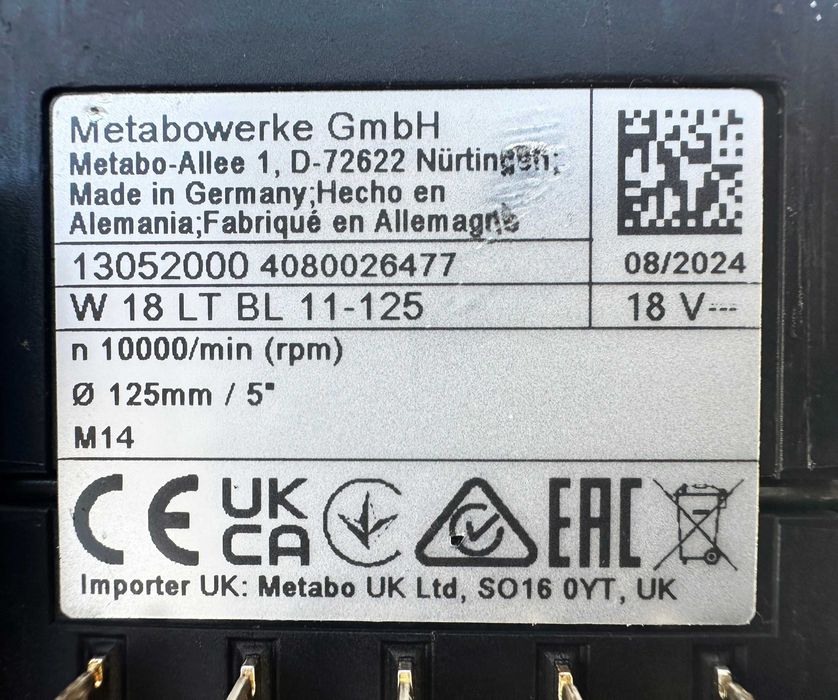 Metabowerke GmbH
Metabo-Allee 1, D-72622 Nürtingen;
Made in Germany;Hecho en
Alemania;Fabriqué en Allemagne
13052000 4080026477
08/2024
W 18 LT BL 11-125
18 V
n 10000/min (rpm)
Ø 125mm / 5"
M14
CE UK CA EAC
Importer UK: Metabo UK Ltd, SO16 0YT, UK